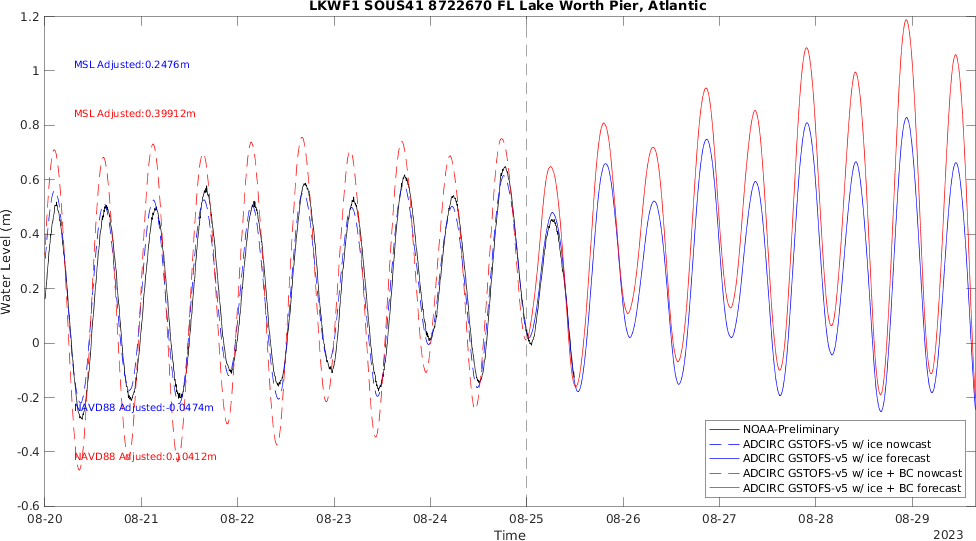 LKWF1 SOUS41 8722670 FL Lake Worth Pier, Atlantic
1.2
1
0.8
0.6
0.4
0.2
0
-0.2
-0.4
-0.6
Water Level (m)
MSL Adjusted:0.2476m
MSL Adjusted:0.39912m
NAVD88 Adjusted:-0.0474m
NAVD88 Adjusted:0.10412m
NOAA-Preliminary
ADCIRC GSTOFS-v5 w/ ice nowcast
ADCIRC GSTOFS-v5 w/ ice forecast
ADCIRC GSTOFS-v5 w/ ice + BC nowcast
ADCIRC GSTOFS-v5 w/ ice + BC forecast
08-20 08-21 08-22 08-23 08-24 08-25 08-26 08-27 08-28 08-29
Time
2023